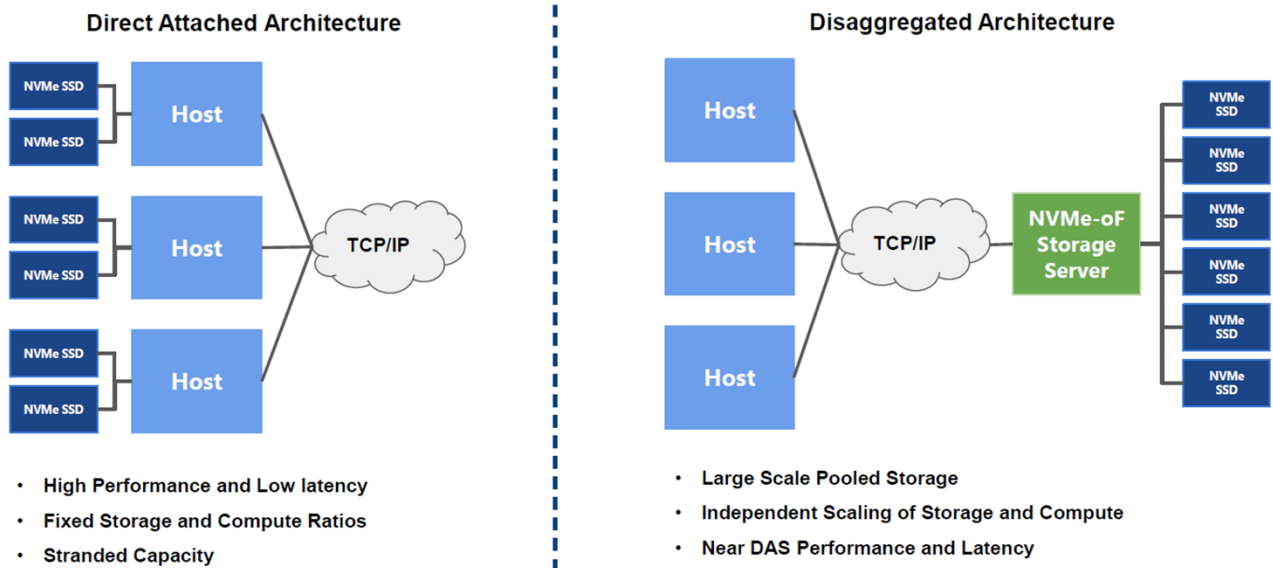 Direct Attached Architecture
NVMe SSD
NVMe SSD
Host
NVMe SSD
NVMe SSD
Host
NVMe SSD
NVMe SSD
Host
TCP/IP
• High Performance and Low latency
• Fixed Storage and Compute Ratios
• Stranded Capacity
Disaggregated Architecture
Host
Host
Host
TCP/IP
NVMe-oF
Storage
Server
NVMe
SSD
NVMe
SSD
NVMe
SSD
NVMe
SSD
NVMe
SSD
NVMe
SSD
• Large Scale Pooled Storage
• Independent Scaling of Storage and Compute
• Near DAS Performance and Latency